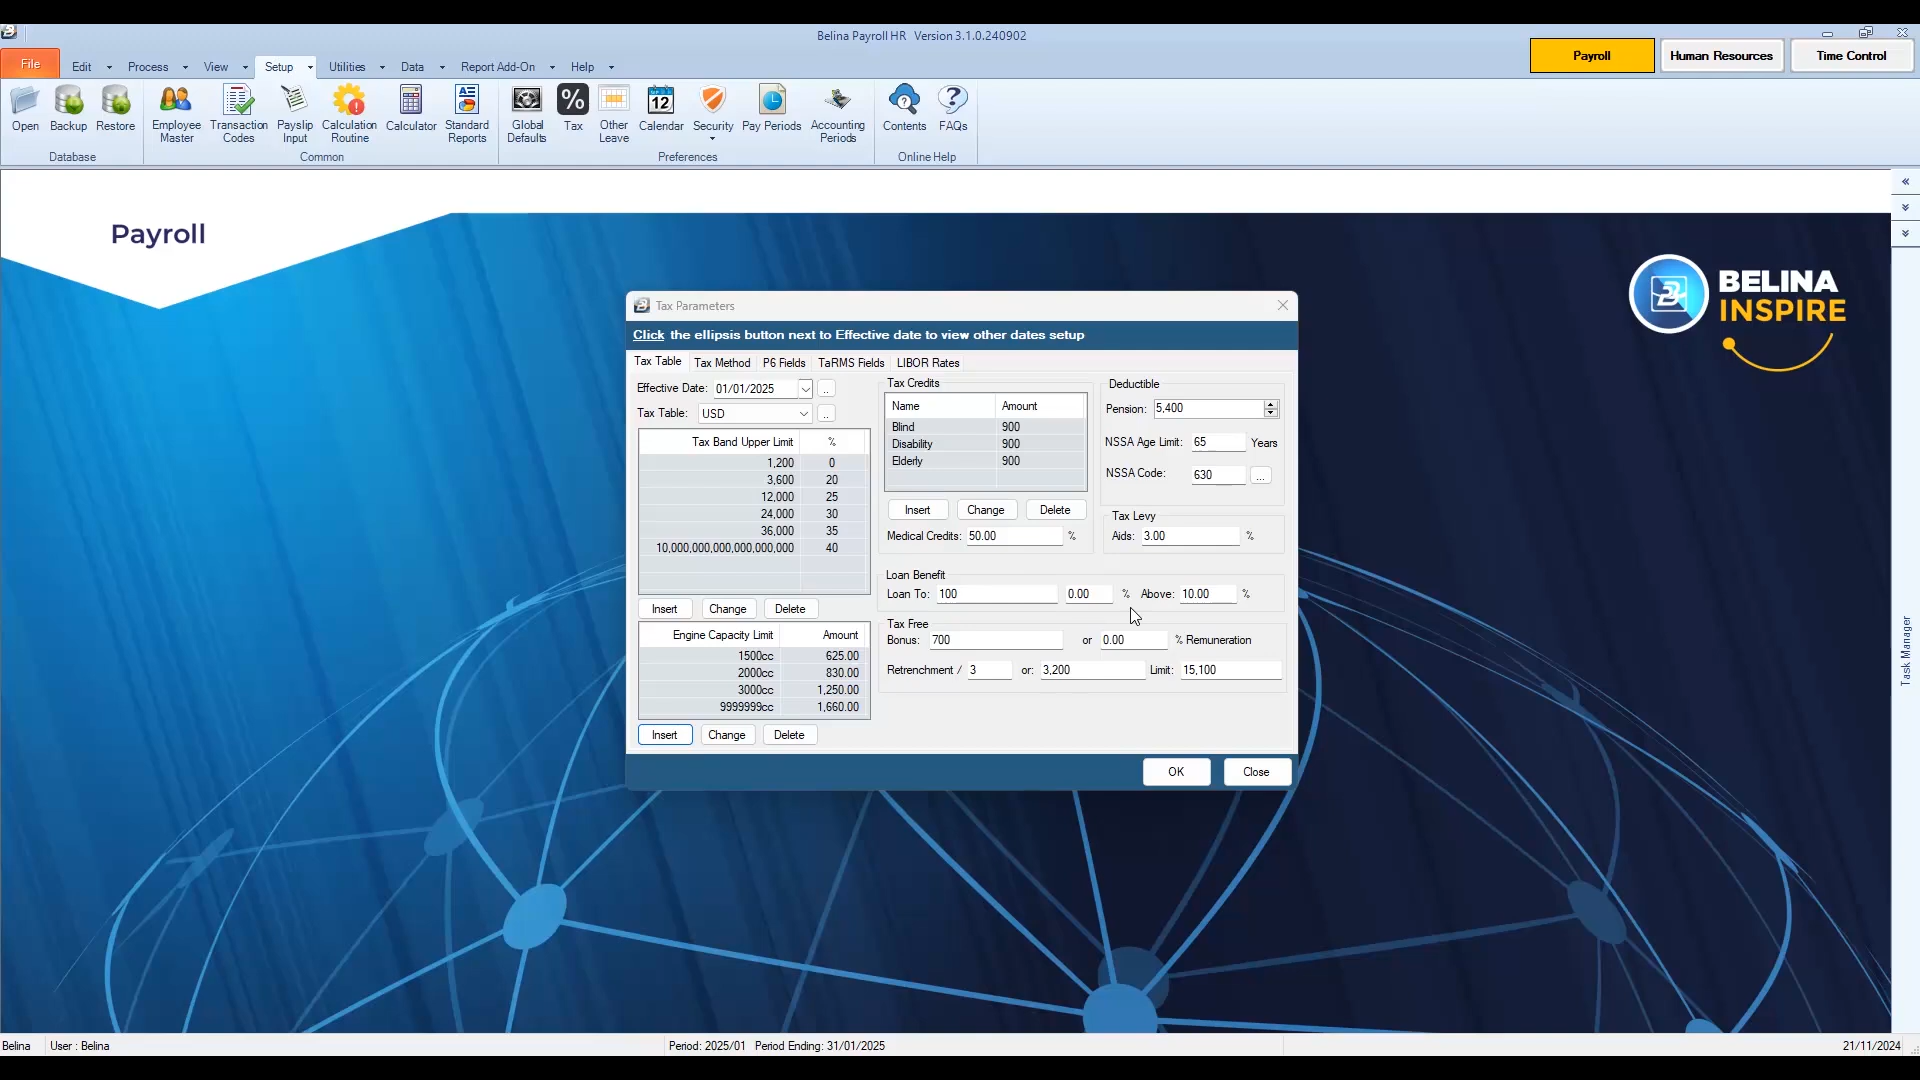 Belina Payroll HR Version 3.1.0.240902
File Edit Process View Setup Utilities Data Report Add-On Help
Payroll Human Resources Time Control
Open Backup Restore Employee Master Transaction Codes Payslip Input Calculation Routine Calculator Standard Reports Global Defaults Tax Other Leave Calendar Security Pay Periods Accounting Periods Contents FAQs
Database Common Preferences Online Help
Payroll
BELINA
INSPIRE
Task Manager
Tax Parameters
Click the ellipsis button next to Effective date to view other dates setup
Tax Table Tax Method P6 Fields TaRMS Fields LIBOR Rates
Effective Date: 01/01/2025 ..
Tax Table: USD ..
Tax Band Upper Limit %
1,200 0
3,600 20
12,000 25
24,000 30
36,000 35
10,000,000,000,000,000,000 40
Insert Change Delete
Engine Capacity Limit Amount
1500cc 625.00
2000cc 830.00
3000cc 1,250.00
9999999cc 1,660.00
Insert Change Delete
Tax Credits
Name Amount
Blind 900
Disability 900
Elderly 900
Insert Change Delete
Medical Credits: 50.00 %
Deductible
Pension: 5,400
NSSA Age Limit: 65 Years
NSSA Code: 630 ...
Tax Levy
Aids: 3.00 %
Loan Benefit
Loan To: 100 0.00 % Above: 10.00 %
Tax Free
Bonus: 700 or 0.00 % Remuneration
Retrenchment / 3 or: 3,200 Limit: 15,100
OK Close
Belina User : Belina Period: 2025/01 Period Ending: 31/01/2025 21/11/2024